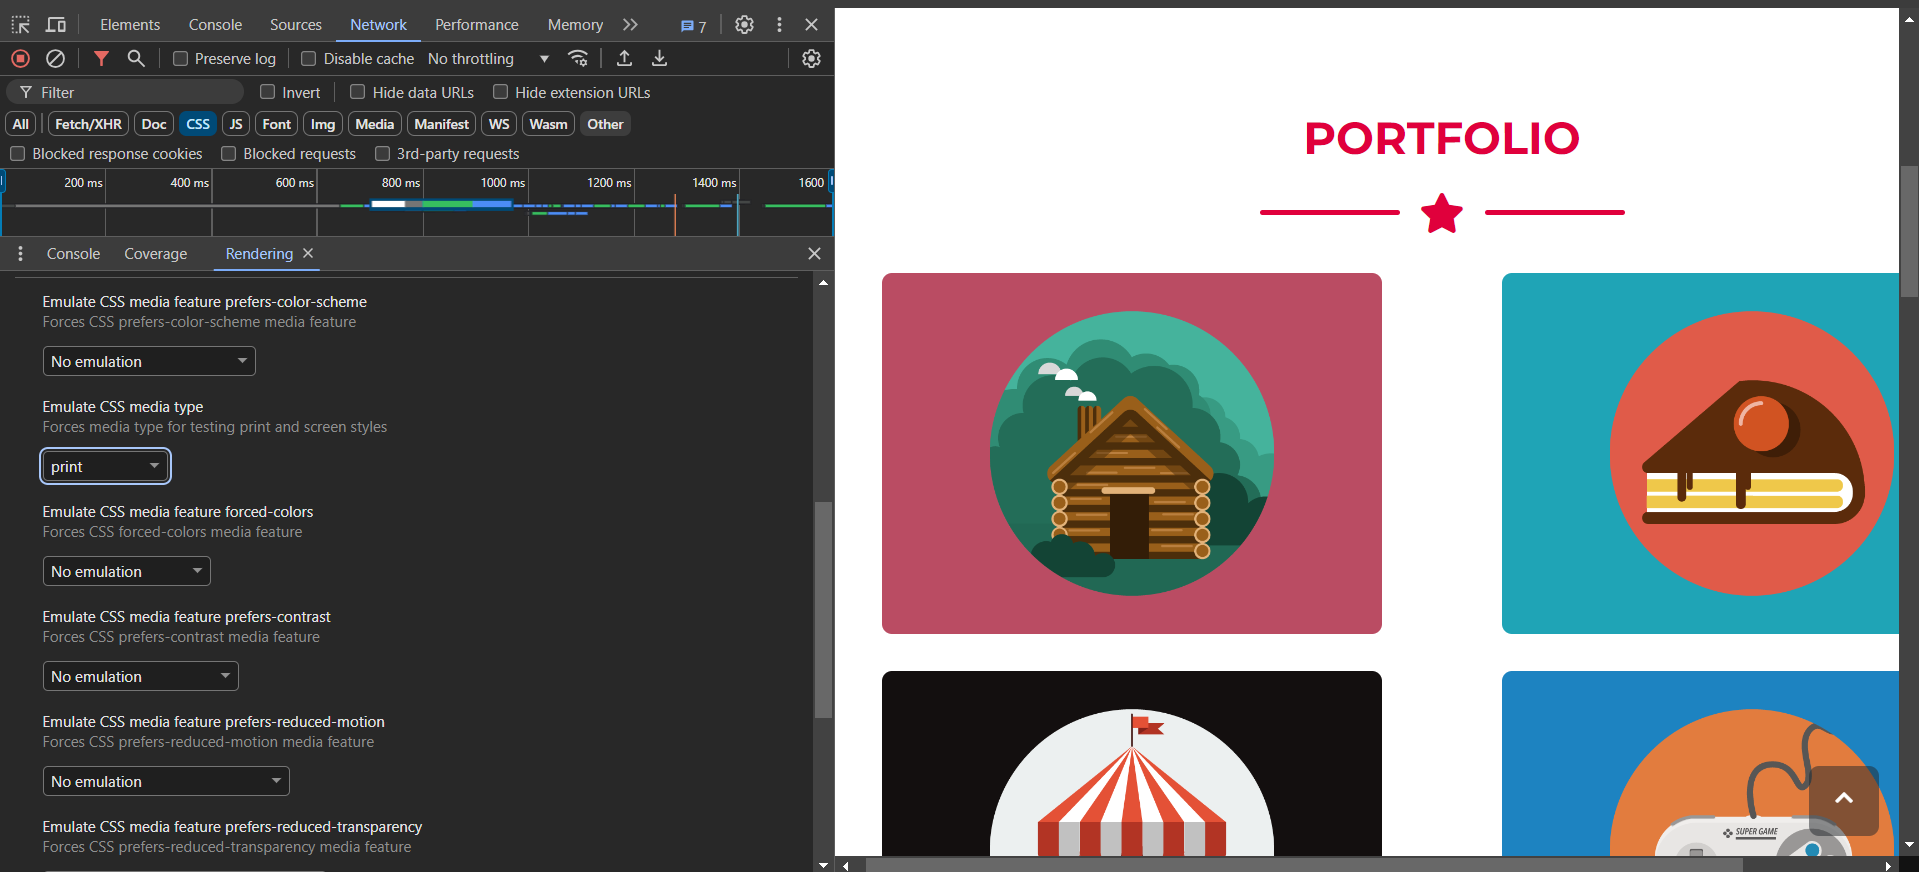 Elements Console Sources Network Performance Memory 7
Preserve log Disable cache No throttling
Filter Invert Hide data URLs Hide extension URLs
All Fetch/XHR Doc CSS JS Font Img Media Manifest WS Wasm Other
Blocked response cookies Blocked requests 3rd-party requests
200 ms 400 ms 600 ms 800 ms 1000 ms 1200 ms 1400 ms 1600
Console Coverage Rendering
Emulate CSS media feature prefers-color-scheme
Forces CSS prefers-color-scheme media feature
No emulation
Emulate CSS media type
Forces media type for testing print and screen styles
print
Emulate CSS media feature forced-colors
Forces CSS forced-colors media feature
No emulation
Emulate CSS media feature prefers-contrast
Forces CSS prefers-contrast media feature
No emulation
Emulate CSS media feature prefers-reduced-motion
Forces CSS prefers-reduced-motion media feature
No emulation
Emulate CSS media feature prefers-reduced-transparency
Forces CSS prefers-reduced-transparency media feature
PORTFOLIO
SUPER GAME